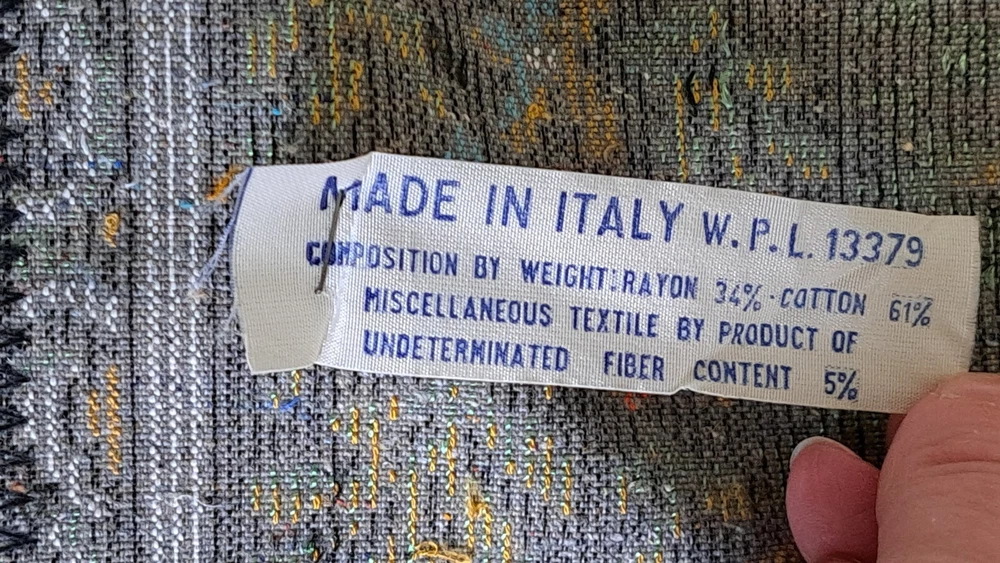 MADE IN ITALY W.P.L. 13379
COMPOSITION BY WEIGHT: RAYON 34% · COTTON 61%
MISCELLANEOUS TEXTILE BY PRODUCT OF
UNDETERMINATED FIBER CONTENT 5%